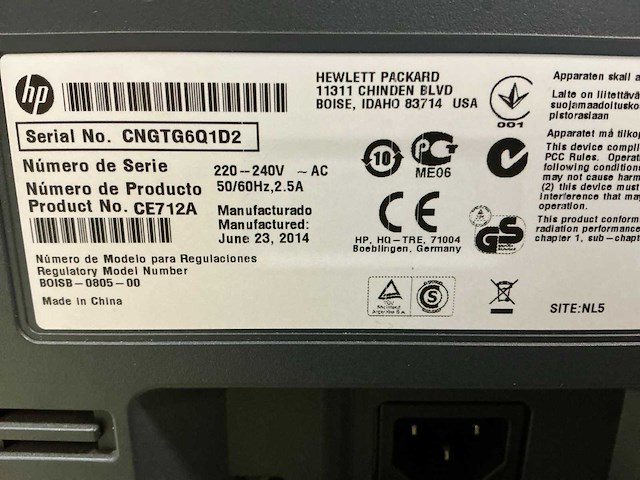 hp
Serial No. CNGTG6Q1D2
Número de Serie
Número de Producto
Product No. CE712A
220-240V ~ AC
50/60Hz, 2.5A
Manufacturado
Manufactured:
June 23, 2014
Número de Modelo para Regulaciones
Regulatory Model Number
BOISB-0805-00
Made in China
HEWLETT PACKARD
11311 CHINDEN BLVD
BOISE, IDAHO 83714 USA
001
10
PCT
ME06
CE
HP, HQ-TRE, 71004
Boeblingen, Germany
GS
S
SITE:NL5
Apparaten skall a
Laite on liitettävä
suojamaadoitusko
pistorasiaan
Apparatet må tilkop
This device compli
FCC Rules. Operat
following condition
may not cause harm
(2) this device must
interference that may
operation.
This product conform
radiation performance
chapter 1, sub-chapt